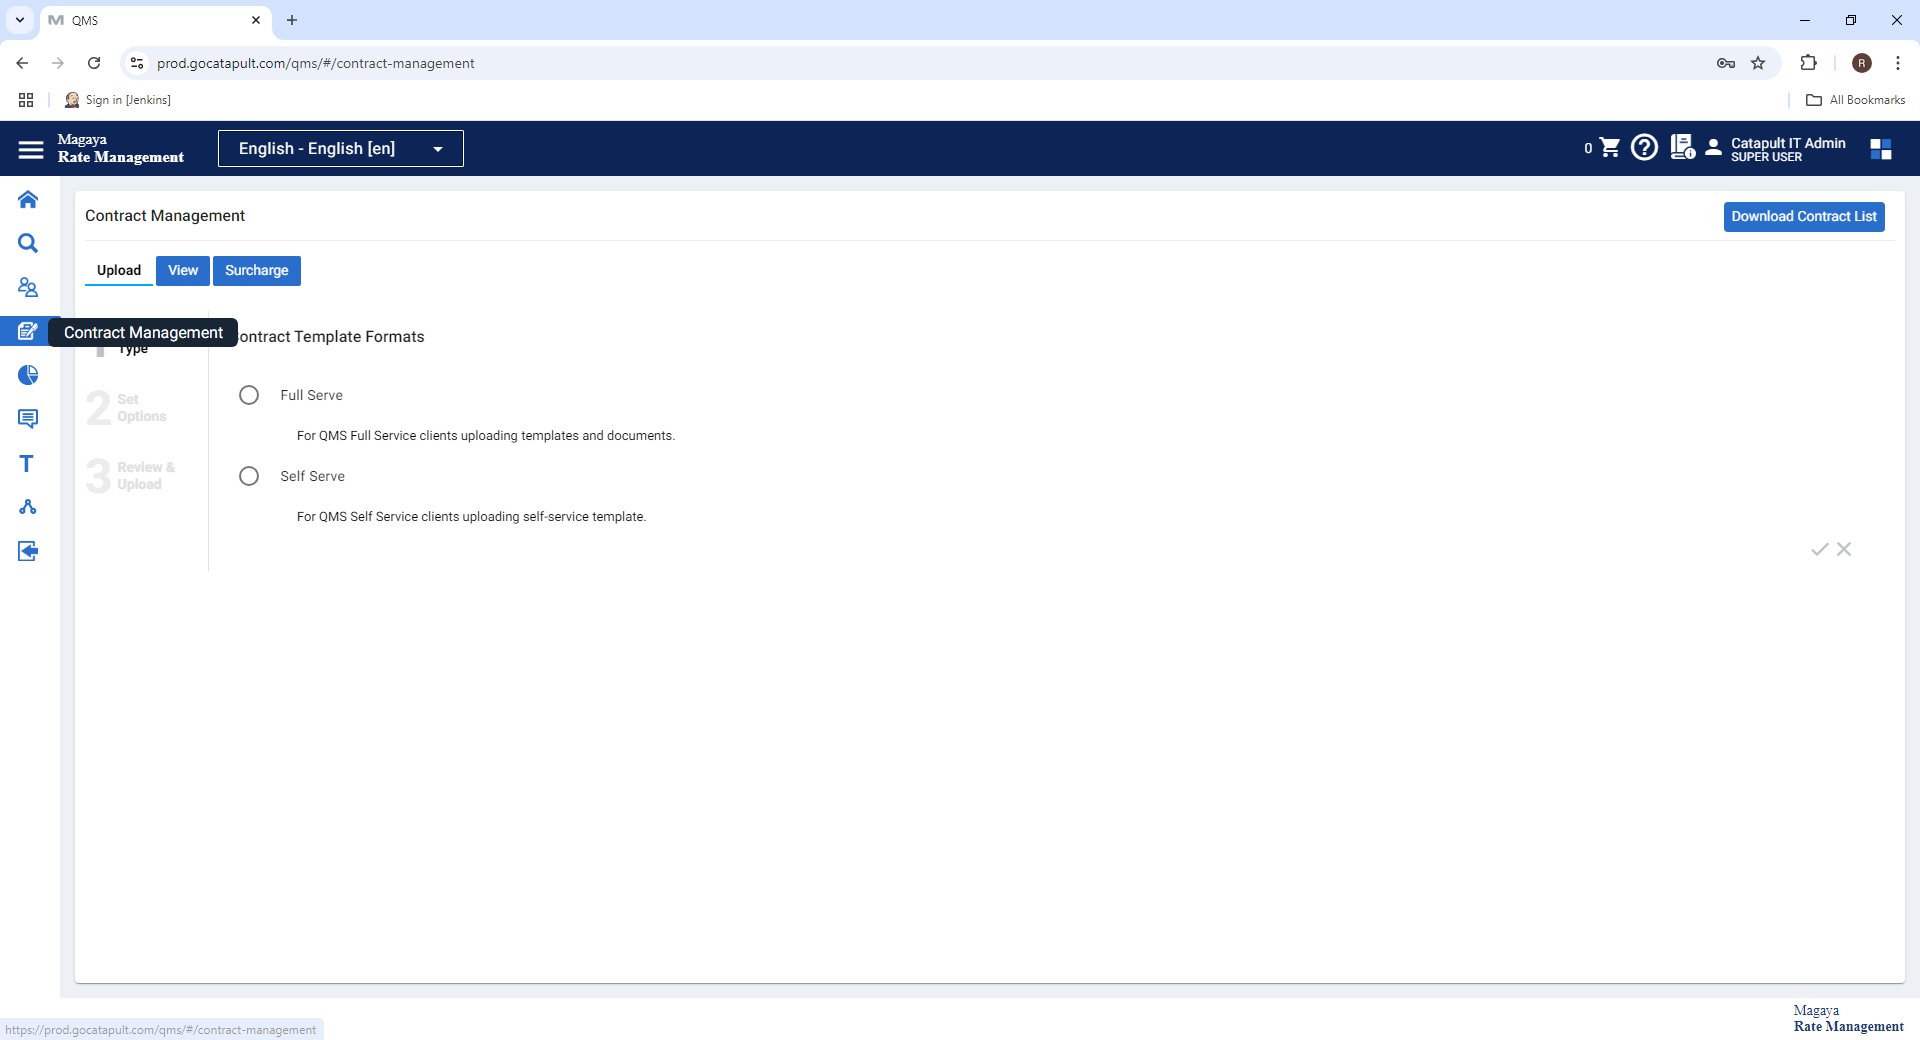 QMS
prod.gocatapult.com/qms/#/contract-management
R
Sign in [Jenkins]
All Bookmarks
Magaya
Rate Management
English - English [en]
0
Catapult IT Admin
SUPER USER
Contract Management
Download Contract List
Upload
View
Surcharge
Contract Management
ontract Template Formats
Type
Full Serve
2
Set
Options
For QMS Full Service clients uploading templates and documents.
3
Review &
Upload
Self Serve
For QMS Self Service clients uploading self-service template.
Magaya
Rate Management
https://prod.gocatapult.com/qms/#/contract-management